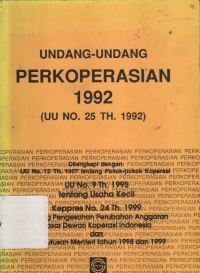 UNDANG-UNDANG
PERKOPERASIAN
1992
(UU NO. 25 TH. 1992)
Dilengkapi dengan:
UU No. 12 Th. 1967 tentang Pokok-pokok Koperasi
UU No. 9 Th. 1995
tentang Usaha Kecil
Keppres No. 24 Th. 1999
Pengesahan Perubahan Anggaran
Dasar Dewan Koperasi Indonesia
dan
Keputusan Menteri tahun 1998 dan 1999